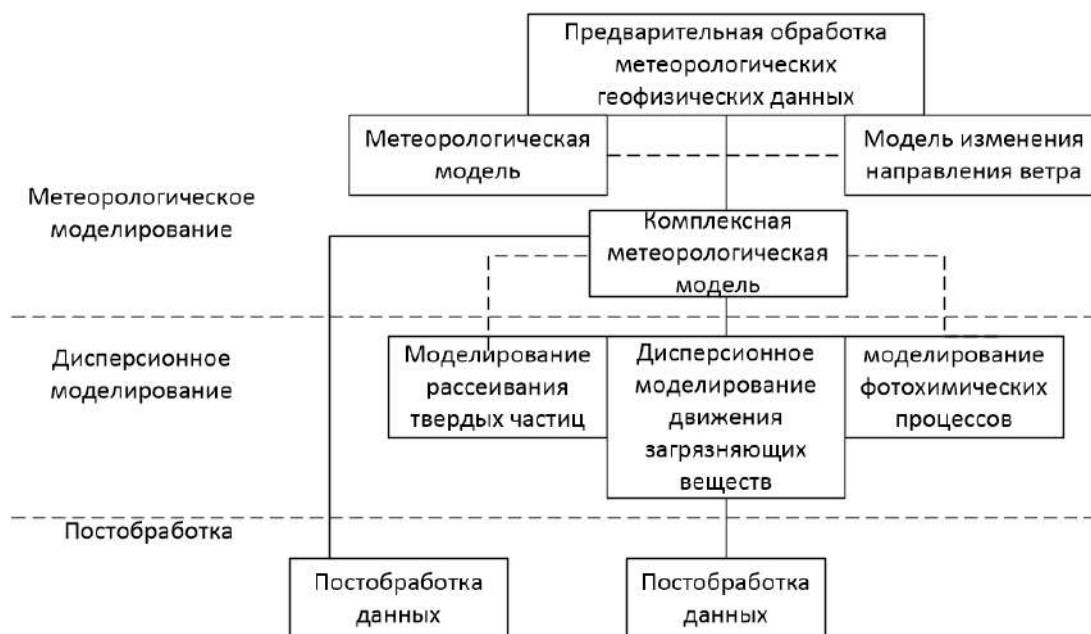 Предварительная обработка
метеорологических
геофизических данных
Метеорологическая
модель
Модель изменения
направления ветра
Метеорологическое
моделирование
Комплексная
метеорологическая
модель
Дисперсионное
моделирование
Моделирование
рассеивания
твердых частиц
Дисперсионное
моделирование
движения
загрязняющих
веществ
моделирование
фотохимических
процессов
Постобработка
Постобработка
данных
Постобработка
данных